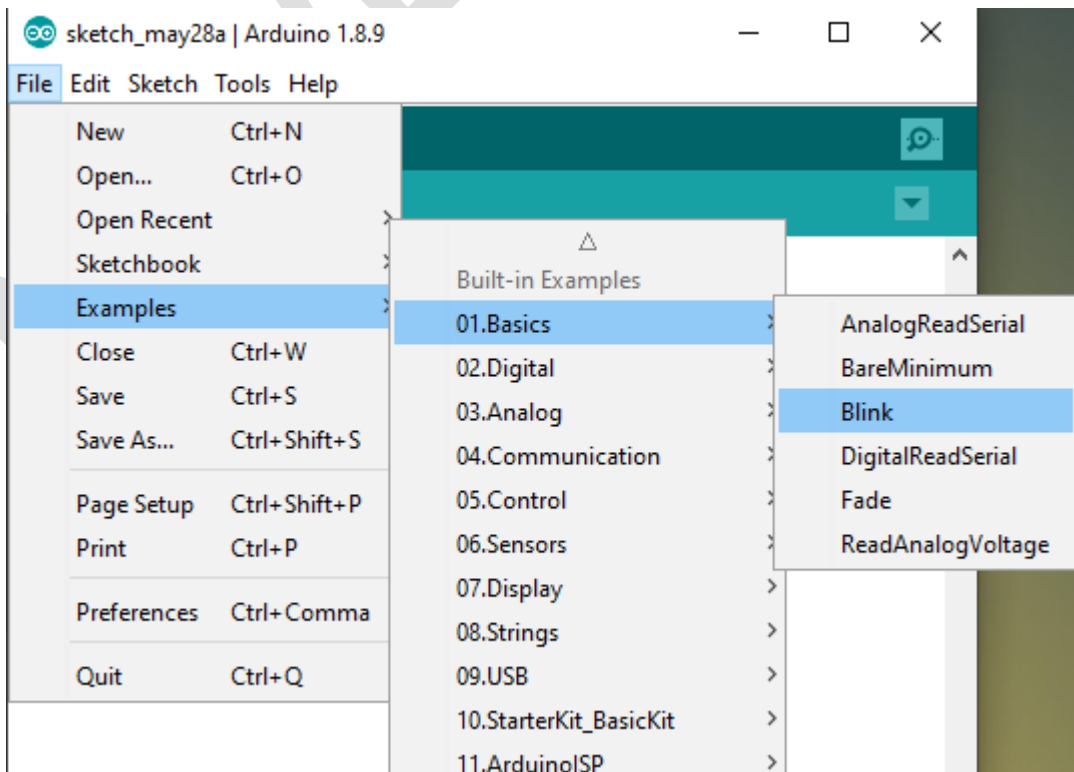 sketch_may28a | Arduino 1.8.9
File Edit Sketch Tools Help
New Ctrl+N
Open... Ctrl+O
Open Recent
Sketchbook
Examples
Close Ctrl+W
Save Ctrl+S
Save As... Ctrl+Shift+S
Page Setup Ctrl+Shift+P
Print Ctrl+P
Preferences Ctrl+Comma
Quit Ctrl+Q
Built-in Examples
01.Basics
02.Digital
03.Analog
04.Communication
05.Control
06.Sensors
07.Display
08.Strings
09.USB
10.StarterKit_BasicKit
11.ArduinoISP
AnalogReadSerial
BareMinimum
Blink
DigitalReadSerial
Fade
ReadAnalogVoltage